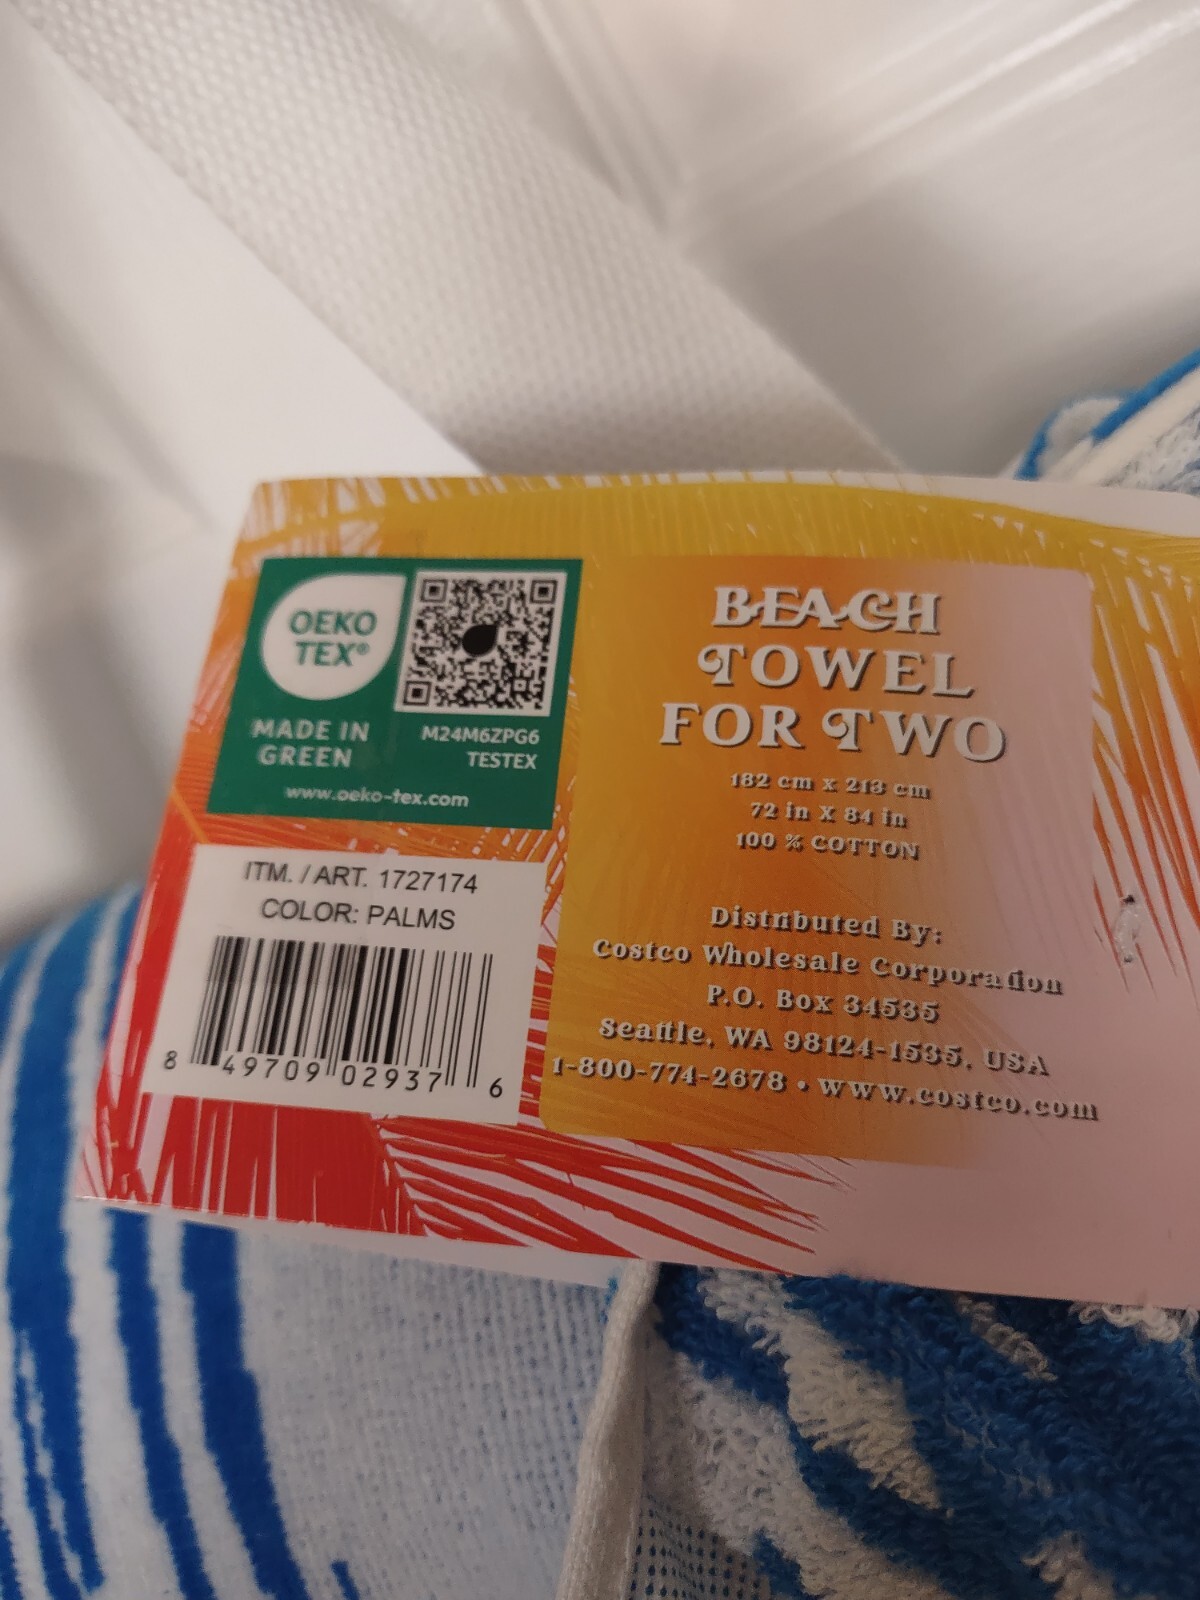 OEKO
TEX®
MADE IN
GREEN
M24M6ZPG6
TESTEX
www.oeko-tex.com
ITM. / ART. 1727174
COLOR: PALMS
8 49709 02937 6
BEACH
TOWEL
FOR TWO
182 cm x 213 cm
72 in X 84 in
100 % COTTON
Distributed By:
Costco Wholesale Corporation
P.O. Box 34535
Seattle, WA 98124-1535, USA
1-800-774-2678 • www.costco.com